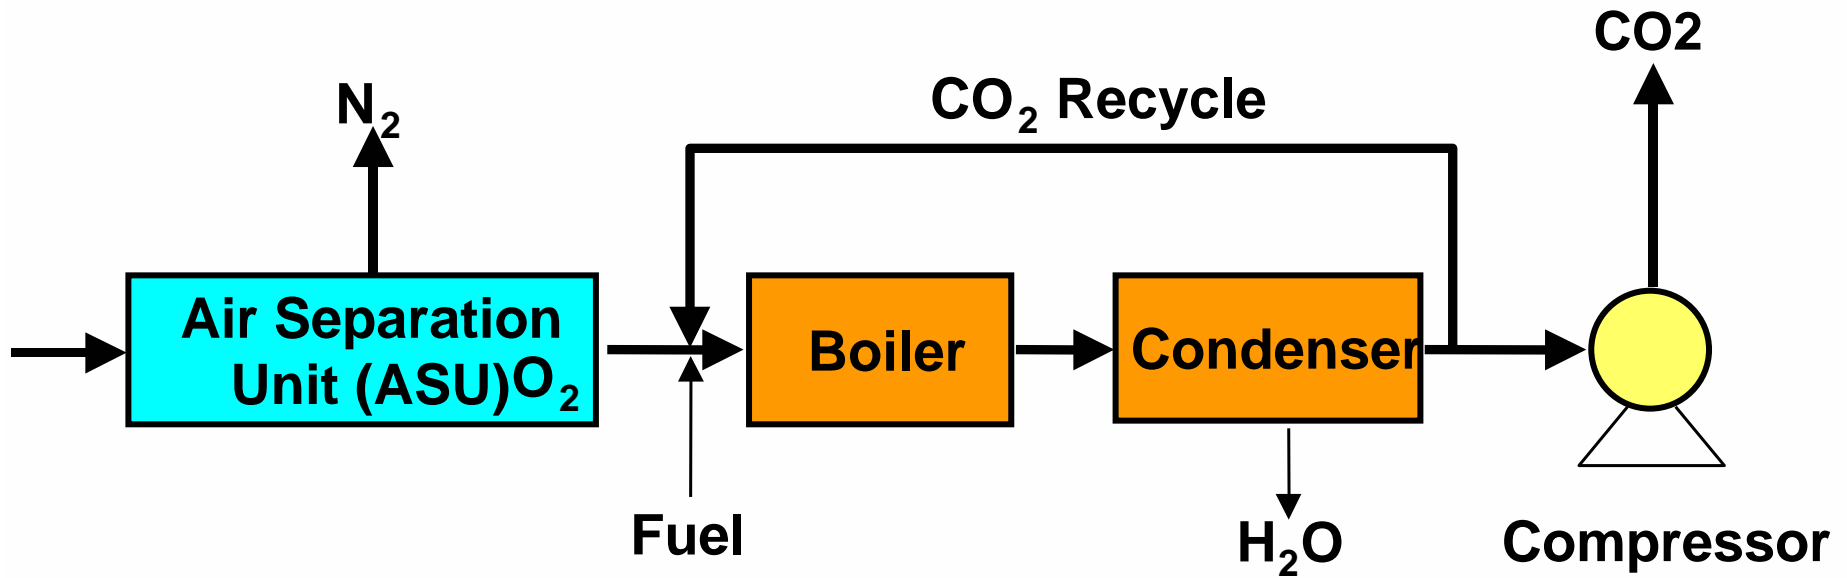 CO2
N₂
CO₂ Recycle
Air Separation
Unit (ASU)O₂
Boiler
Condenser
Fuel
H₂O
Compressor